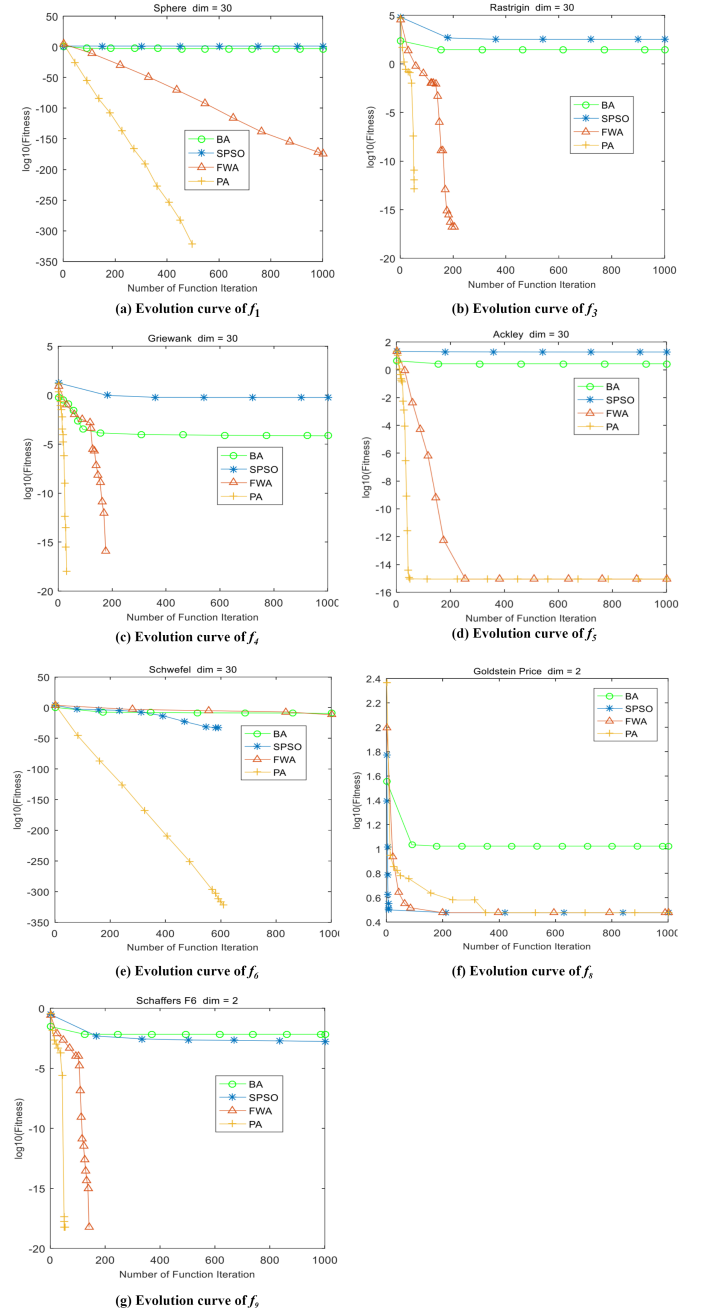 Sphere dim = 30
50
0
-50
-100
-150
-200
-250
-300
-350
log10(Fitness)
BA
SPSO
FWA
PA
0 200 400 600 800 1000
Number of Function Iteration
(a) Evolution curve of f1
Rastrigin dim = 30
5
0
-5
-10
-15
-20
log10(Fitness)
BA
SPSO
FWA
PA
0 200 400 600 800 1000
Number of Function Iteration
(b) Evolution curve of f3
Griewank dim = 30
5
0
-5
-10
-15
-20
log10(Fitness)
BA
SPSO
FWA
PA
0 200 400 600 800 1000
Number of Function Iteration
(c) Evolution curve of f4
Ackley dim = 30
2
0
-2
-4
-6
-8
-10
-12
-14
-16
log10(Fitness)
BA
SPSO
FWA
PA
0 200 400 600 800 1000
Number of Function Iteration
(d) Evolution curve of f5
Schwefel dim = 30
50
0
-50
-100
-150
-200
-250
-300
-350
log10(Fitness)
BA
SPSO
FWA
PA
0 200 400 600 800 1000
Number of Function Iteration
(e) Evolution curve of f6
Goldstein Price dim = 2
2.4
2.2
2
1.8
1.6
1.4
1.2
1
0.8
0.6
0.4
log10(Fitness)
BA
SPSO
FWA
PA
0 200 400 600 800 1000
Number of Function Iteration
(f) Evolution curve of f8
Schaffers F6 dim = 2
0
-5
-10
-15
-20
log10(Fitness)
BA
SPSO
FWA
PA
0 200 400 600 800 1000
Number of Function Iteration
(g) Evolution curve of f9